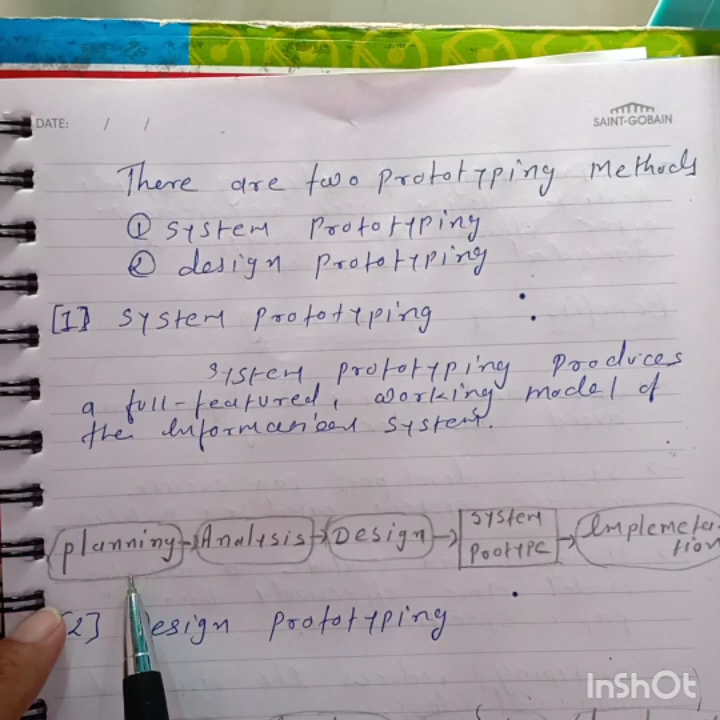 DATE: / /
SAINT-GOBAIN
There are two prototyping Methods
① system prototyping
② design prototyping
[1] system prototyping :
system prototyping produces
a full-featured, working model of
the information system.
planning → Analysis → Design → system pootype → Implemetation
[2] esign prototyping
InShOt